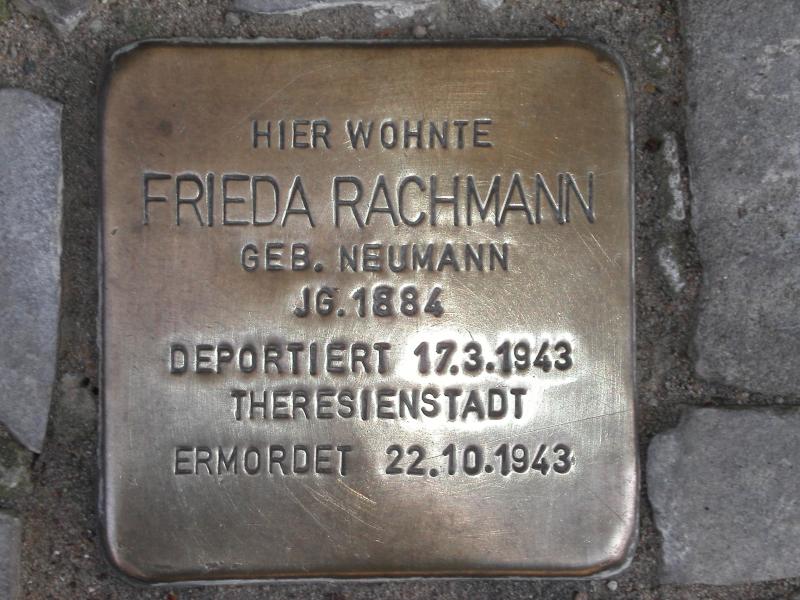 HIER WOHNTE
FRIEDA RACHMANN
GEB. NEUMANN
JG. 1884
DEPORTIERT 17.3.1943
THERESIENSTADT
ERMORDET 22.10.1943